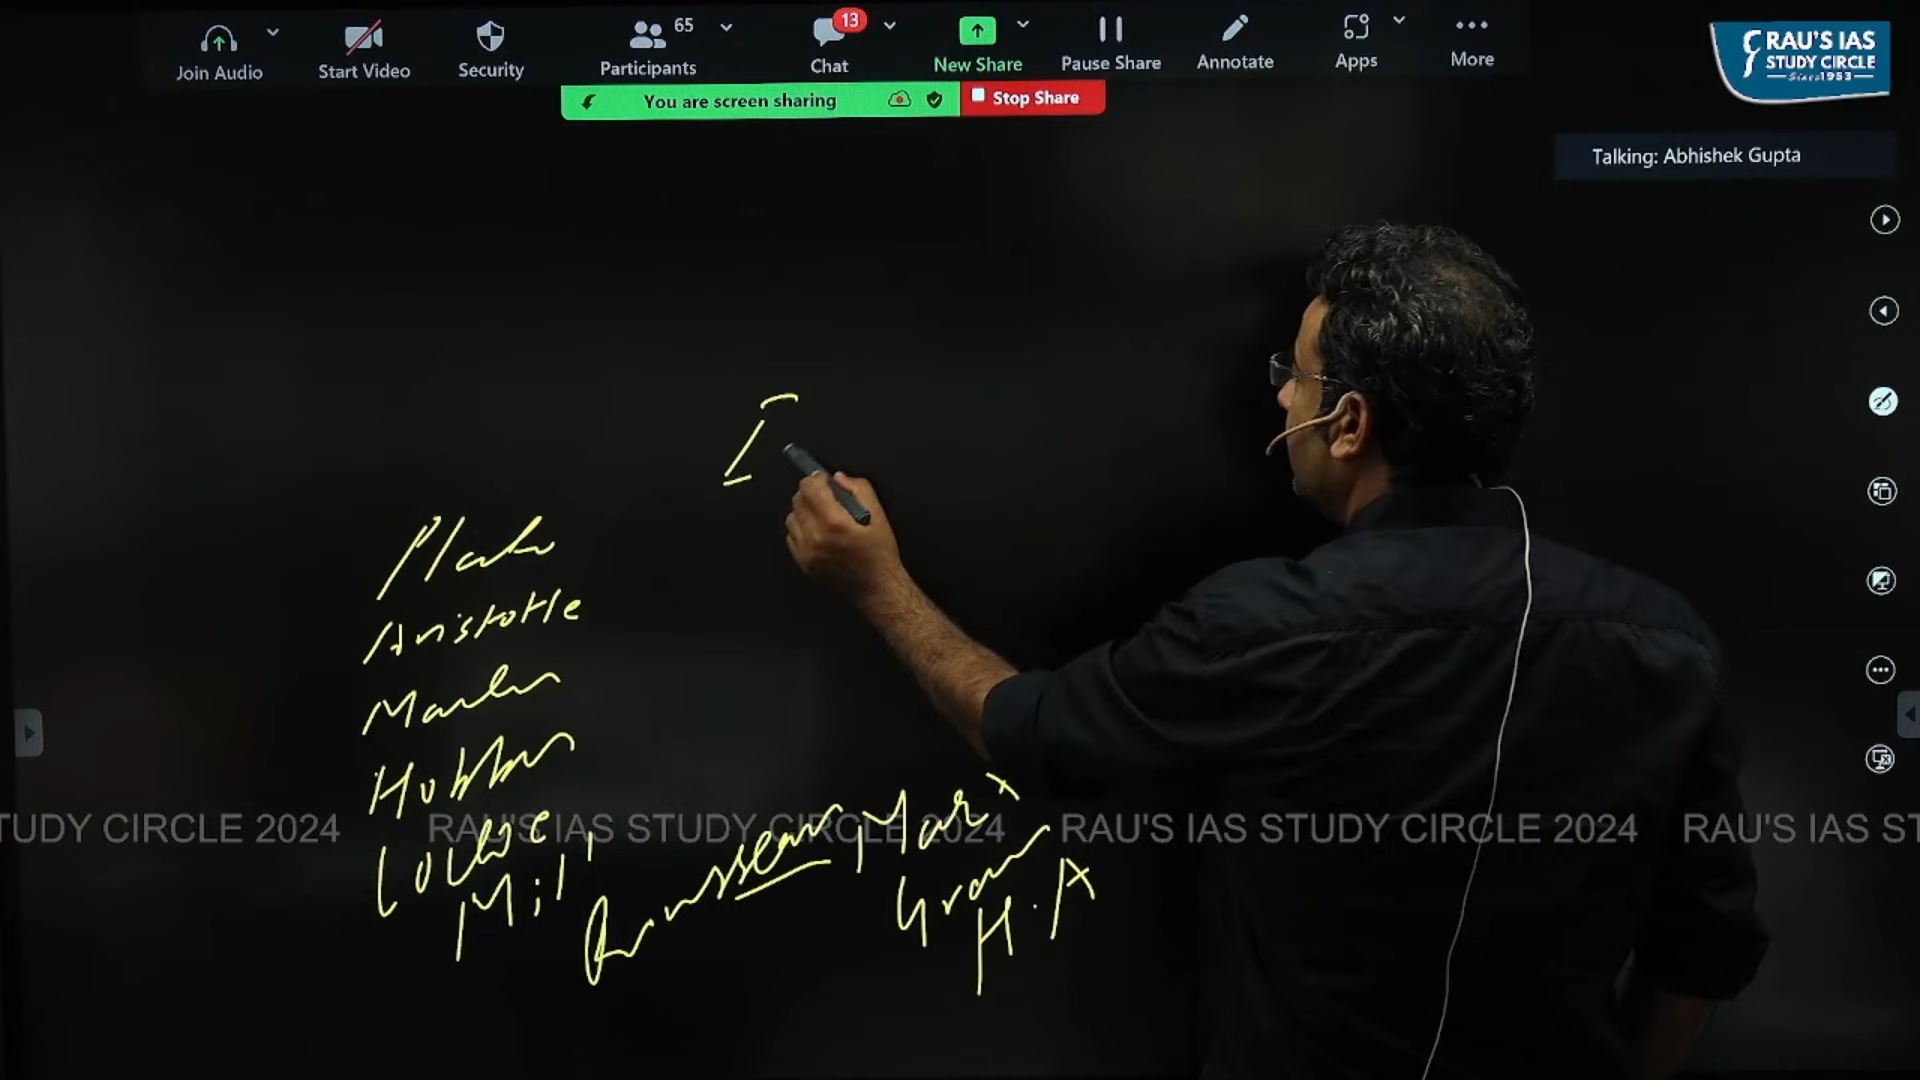 Join Audio
Start Video
Security
Participants 65
Chat 13
New Share
Pause Share
Annotate
Apps
More
RAU'S IAS
STUDY CIRCLE
Since 1953
You are screen sharing
Stop Share
Talking: Abhishek Gupta
I
Plato
Aristotle
Hobbes
Locke
Mill, Rousseau, Marx
H.A
TUDY CIRCLE 2024 RAU'S IAS STUDY CIRCLE 2024 RAU'S IAS STUDY CIRCLE 2024 RAU'S IAS ST